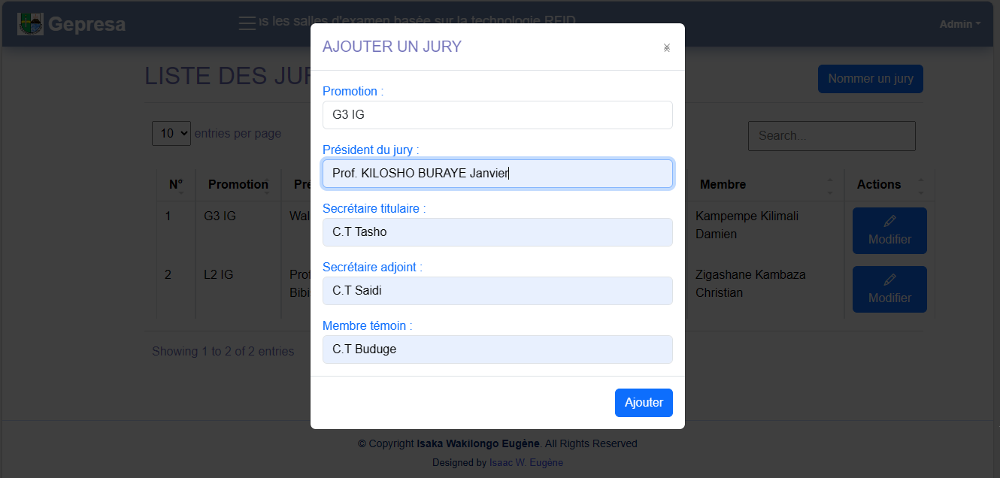 Gepresa
ıs les salles d'examen basée sur la technologie RFID
Admin
AJOUTER UN JURY
×
LISTE DES JUR
Nommer un jury
Promotion :
G3 IG
10 entries per page
Search...
Président du jury :
Prof. KILOSHO BURAYE Janvier
N° Promotion Pré Membre Actions
Secrétaire titulaire :
1 G3 IG Wal Kampempe Kilimali
Damien
Modifier
C.T Tasho
Secrétaire adjoint :
2 L2 IG Prof Zigashane Kambaza
Bibi Christian
Modifier
C.T Saidi
Membre témoin :
C.T Buduge
Showing 1 to 2 of 2 entries
Ajouter
© Copyright Isaka Wakilongo Eugène. All Rights Reserved
Designed by Isaac W. Eugène